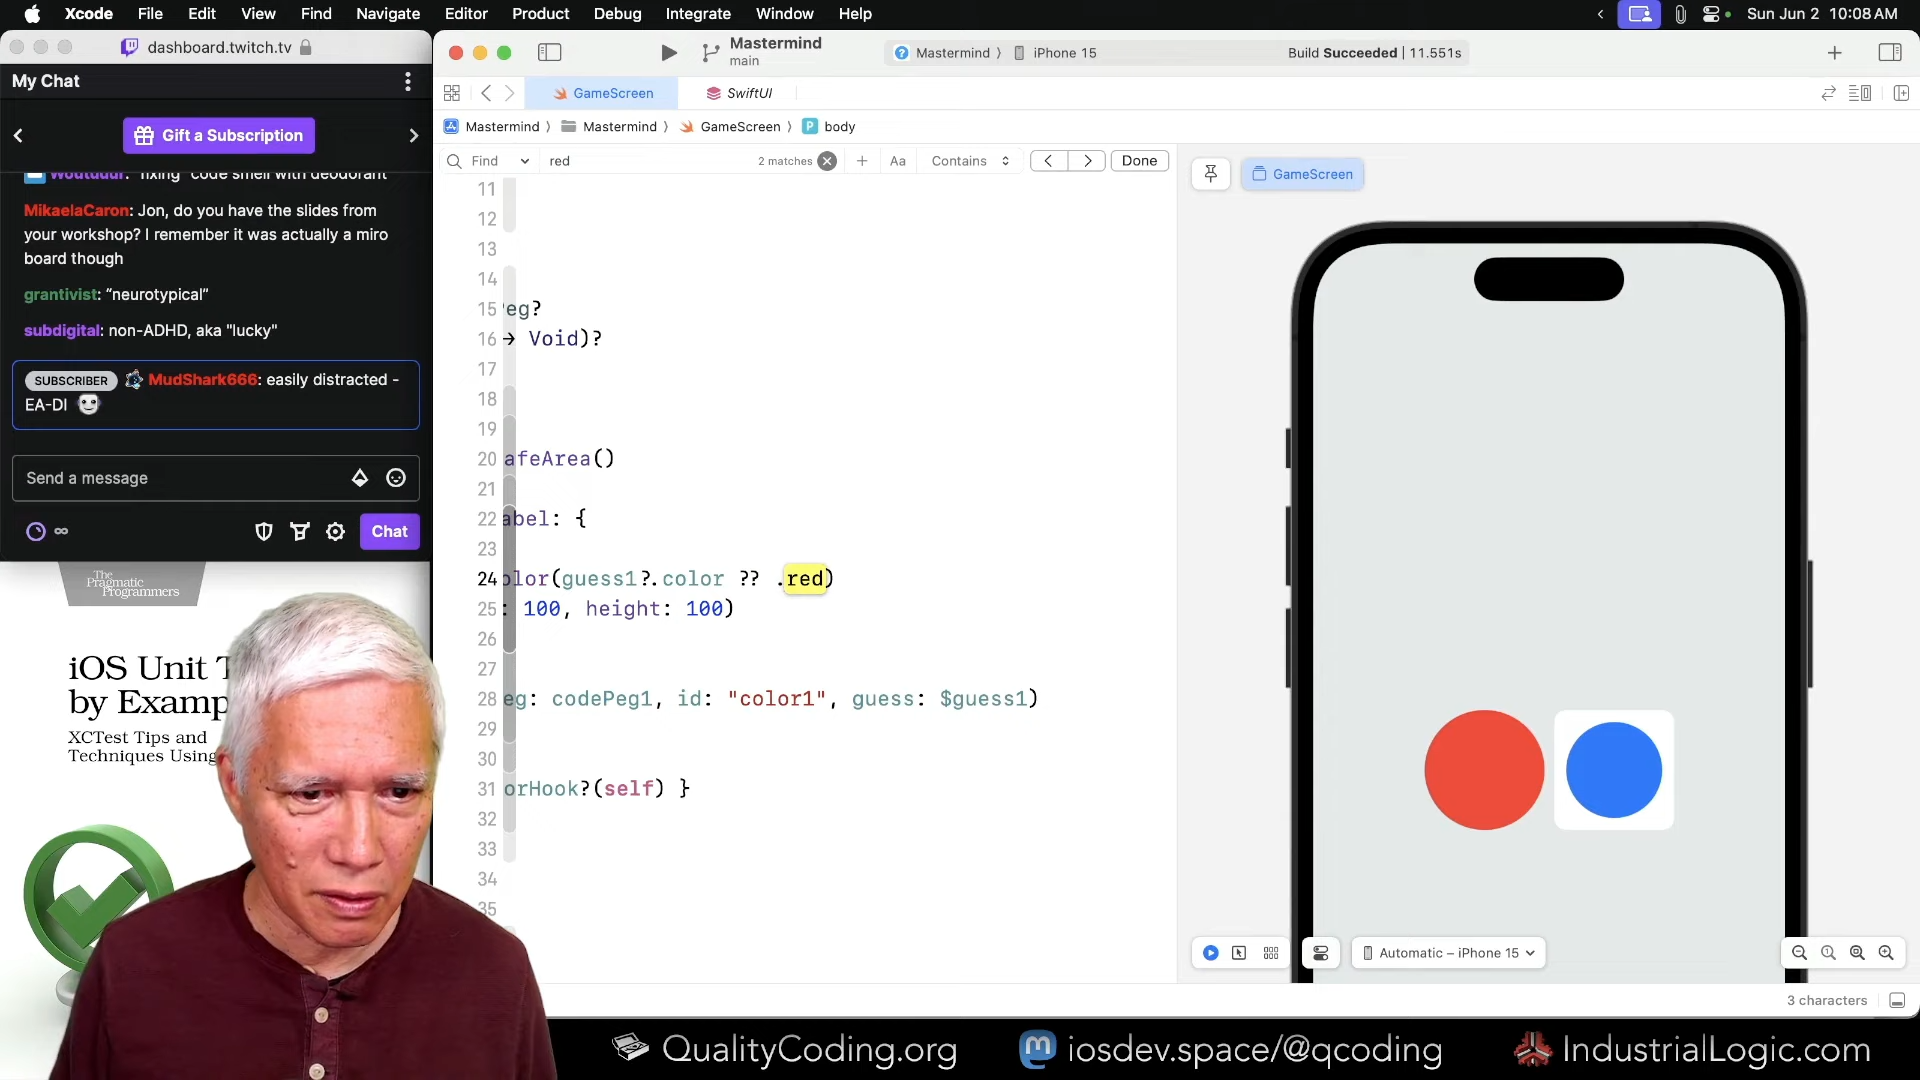 Xcode File Edit View Find Navigate Editor Product Debug Integrate Window Help
Sun Jun 2 10:08 AM
dashboard.twitch.tv
My Chat
Gift a Subscription
Woutuuur: "fixing" code smell with deodorant
MikaelaCaron: Jon, do you have the slides from
your workshop? I remember it was actually a miro
board though
grantivist: “neurotypical”
subdigital: non-ADHD, aka "lucky"
SUBSCRIBER MudShark666: easily distracted -
EA-DI
Send a message
Chat
The
Pragmatic
Programmers
iOS Unit T
by Examp
XCTest Tips and
Techniques Using
Mastermind
main
Mastermind iPhone 15
Build Succeeded | 11.551s
GameScreen
SwiftUI
Mastermind Mastermind GameScreen body
Find red 2 matches Aa Contains Done
11
12
13
14
15 eg?
16 → Void)?
17
18
19
20 afeArea()
21
22 abel: {
23
24 olor(guess1?.color ?? .red)
25 : 100, height: 100)
26
27
28 eg: codePeg1, id: "color1", guess: $guess1)
29
30
31 orHook?(self) }
32
33
34
35
GameScreen
Automatic – iPhone 15
3 characters
QualityCoding.org
iosdev.space/@qcoding
IndustrialLogic.com